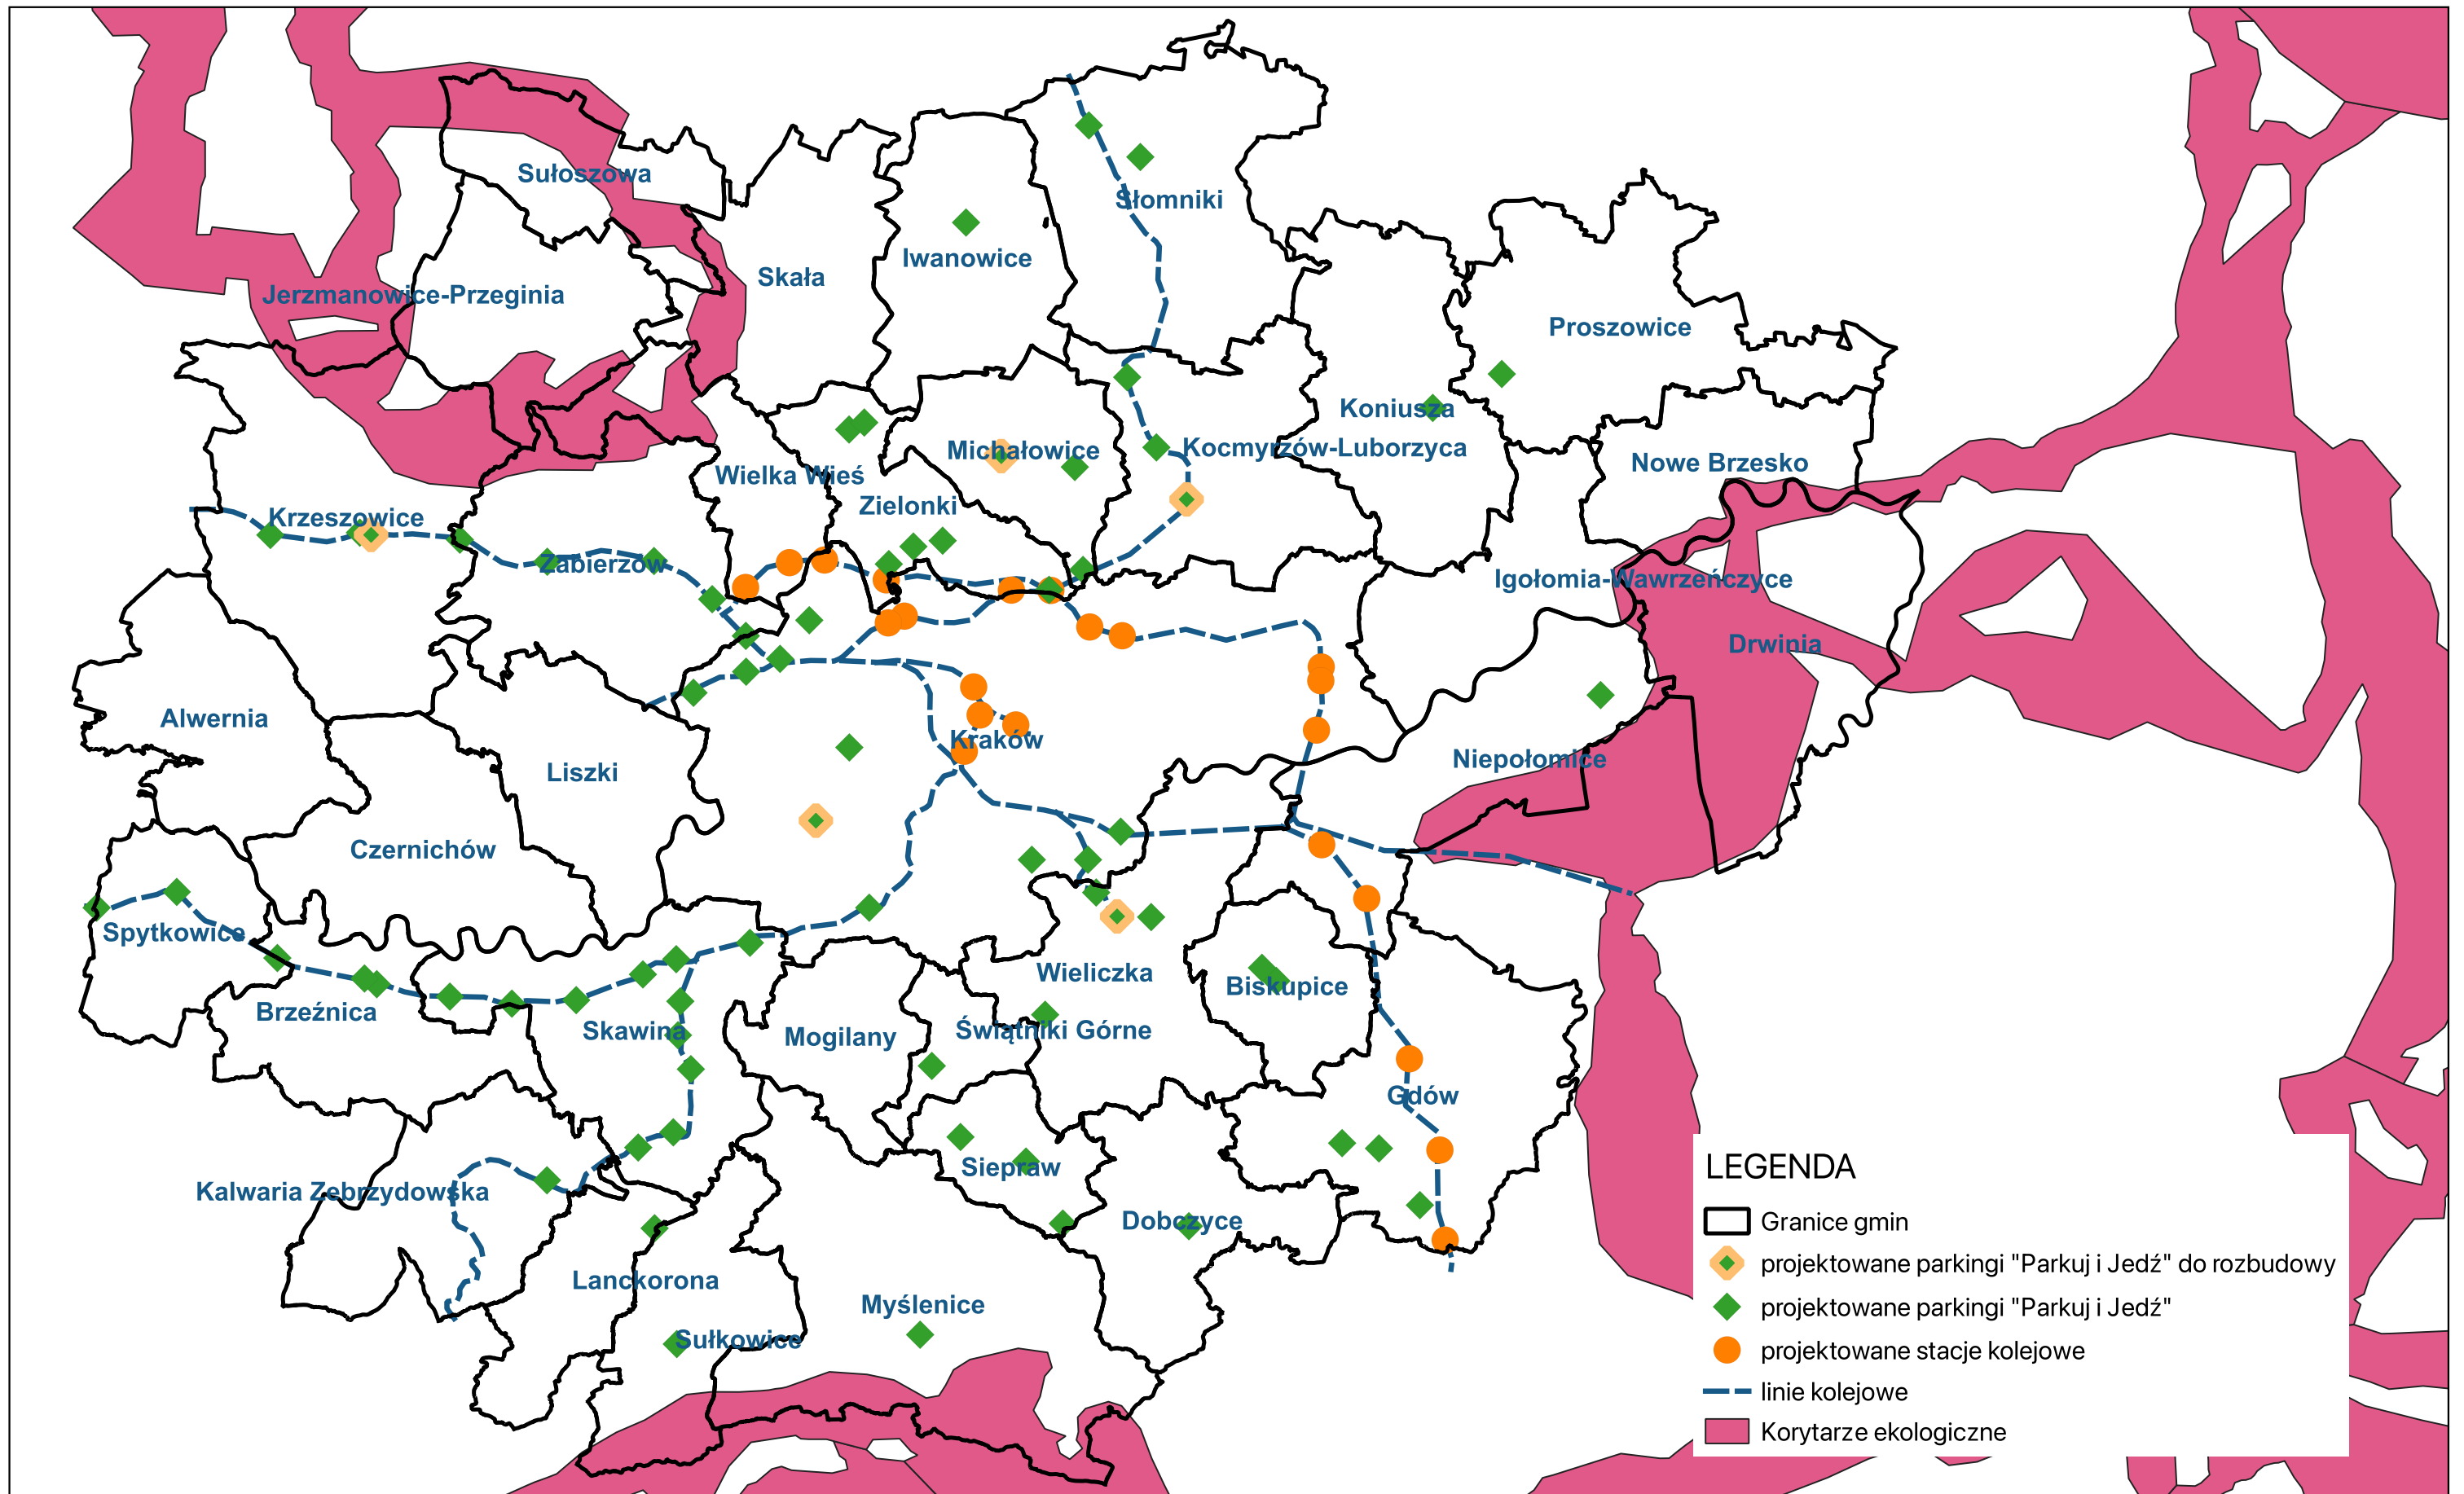 Sułoszowa
Słomniki
Iwanowice
Skała
Jerzmanowice-Przeginia
Proszowice
Koniusza
Kocmyrzów-Luborzyca
Michałowice
Nowe Brzesko
Wielka Wieś
Zielonki
Krzeszowice
Zabierzów
Igołomia-Wawrzeńczyce
Drwinia
Alwernia
Kraków
Niepołomice
Liszki
Czernichów
Spytkowice
Wieliczka
Biskupice
Brzeźnica
Skawina
Mogilany
Świątniki Górne
Gdów
Siepraw
Kalwaria Zebrzydowska
Dobczyce
Lanckorona
Myślenice
Sułkowice
LEGENDA
Granice gmin
projektowane parkingi "Parkuj i Jedź" do rozbudowy
projektowane parkingi "Parkuj i Jedź"
projektowane stacje kolejowe
linie kolejowe
Korytarze ekologiczne